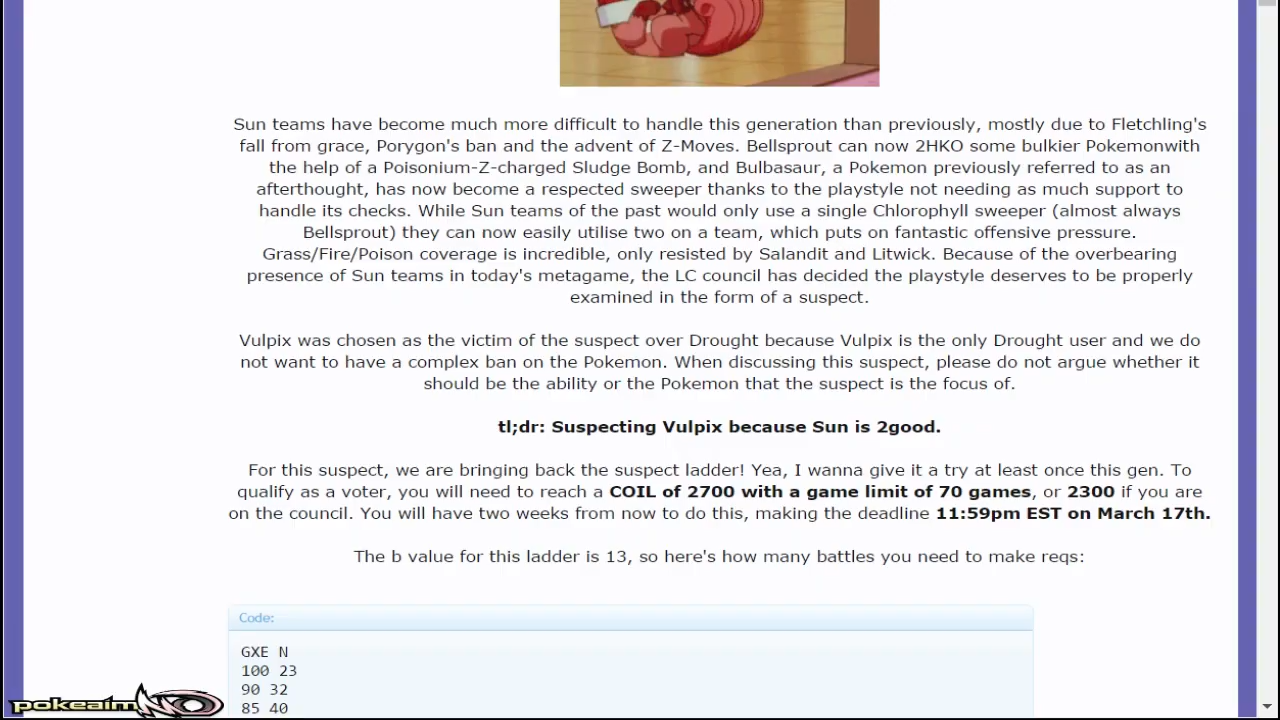 Sun teams have become much more difficult to handle this generation than previously, mostly due to Fletchling's
fall from grace, Porygon's ban and the advent of Z-Moves. Bellsprout can now 2HKO some bulkier Pokemonwith
the help of a Poisonium-Z-charged Sludge Bomb, and Bulbasaur, a Pokemon previously referred to as an
afterthought, has now become a respected sweeper thanks to the playstyle not needing as much support to
handle its checks. While Sun teams of the past would only use a single Chlorophyll sweeper (almost always
Bellsprout) they can now easily utilise two on a team, which puts on fantastic offensive pressure.
Grass/Fire/Poison coverage is incredible, only resisted by Salandit and Litwick. Because of the overbearing
presence of Sun teams in today's metagame, the LC council has decided the playstyle deserves to be properly
examined in the form of a suspect.
Vulpix was chosen as the victim of the suspect over Drought because Vulpix is the only Drought user and we do
not want to have a complex ban on the Pokemon. When discussing this suspect, please do not argue whether it
should be the ability or the Pokemon that the suspect is the focus of.
tl;dr: Suspecting Vulpix because Sun is 2good.
For this suspect, we are bringing back the suspect ladder! Yea, I wanna give it a try at least once this gen. To
qualify as a voter, you will need to reach a COIL of 2700 with a game limit of 70 games, or 2300 if you are
on the council. You will have two weeks from now to do this, making the deadline 11:59pm EST on March 17th.
The b value for this ladder is 13, so here's how many battles you need to make reqs:
Code:
GXE N
100 23
90 32
85 40
pokeaim